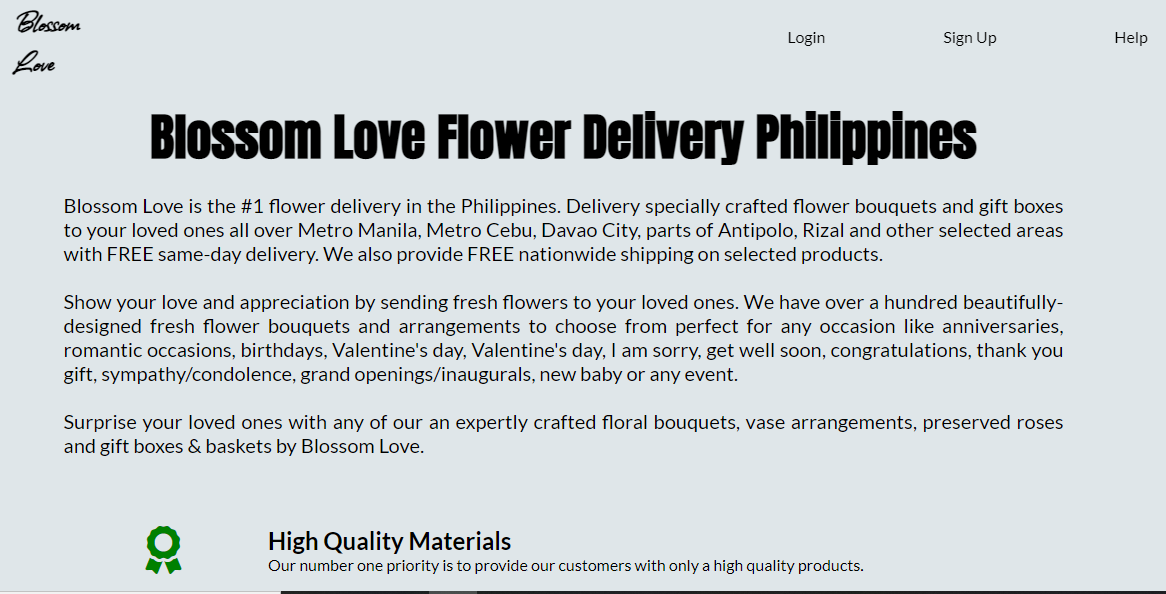 Blossom
Love
Login
Sign Up
Help
Blossom Love Flower Delivery Philippines
Blossom Love is the #1 flower delivery in the Philippines. Delivery specially crafted flower bouquets and gift boxes
to your loved ones all over Metro Manila, Metro Cebu, Davao City, parts of Antipolo, Rizal and other selected areas
with FREE same-day delivery. We also provide FREE nationwide shipping on selected products.
Show your love and appreciation by sending fresh flowers to your loved ones. We have over a hundred beautifully-
designed fresh flower bouquets and arrangements to choose from perfect for any occasion like anniversaries,
romantic occasions, birthdays, Valentine's day, Valentine's day, I am sorry, get well soon, congratulations, thank you
gift, sympathy/condolence, grand openings/inaugurals, new baby or any event.
Surprise your loved ones with any of our an expertly crafted floral bouquets, vase arrangements, preserved roses
and gift boxes & baskets by Blossom Love.
High Quality Materials
Our number one priority is to provide our customers with only a high quality products.